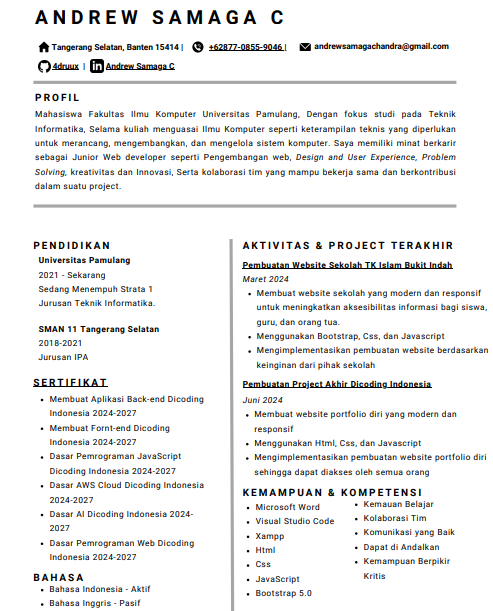 ANDREW SAMAGA C
Tangerang Selatan, Banten 15414 | +62877-0855-9046 | andrewsamagachandra@gmail.com
4druux | Andrew Samaga C
PROFIL
Mahasiswa Fakultas Ilmu Komputer Universitas Pamulang, Dengan fokus studi pada Teknik
Informatika, Selama kuliah menguasai Ilmu Komputer seperti keterampilan teknis yang diperlukan
untuk merancang, mengembangkan, dan mengelola sistem komputer. Saya memiliki minat berkarir
sebagai Junior Web developer seperti Pengembangan web, Design and User Experience, Problem
Solving, kreativitas dan Innovasi, Serta kolaborasi tim yang mampu bekerja sama dan berkontribusi
dalam suatu project.
PENDIDIKAN
Universitas Pamulang
2021 - Sekarang
Sedang Menempuh Strata 1
Jurusan Teknik Informatika.
SMAN 11 Tangerang Selatan
2018-2021
Jurusan IPA
SERTIFIKAT
• Membuat Aplikasi Back-end Dicoding
Indonesia 2024-2027
• Membuat Fornt-end Dicoding
Indonesia 2024-2027
• Dasar Pemrograman JavaScript
Dicoding Indonesia 2024-2027
• Dasar AWS Cloud Dicoding Indonesia
2024-2027
• Dasar AI Dicoding Indonesia 2024-
2027
• Dasar Pemrograman Web Dicoding
Indonesia 2024-2027
BAHASA
• Bahasa Indonesia - Aktif
• Bahasa Inggris - Pasif
AKTIVITAS & PROJECT TERAKHIR
Pembuatan Website Sekolah TK Islam Bukit Indah
Maret 2024
• Membuat website sekolah yang modern dan responsif
untuk meningkatkan aksesibilitas informasi bagi siswa,
guru, dan orang tua.
• Menggunakan Bootstrap, Css, dan Javascript
• Mengimplementasikan pembuatan website berdasarkan
keinginan dari pihak sekolah
Pembuatan Project Akhir Dicoding Indonesia
Juni 2024
• Membuat website portfolio diri yang modern dan
responsif
• Menggunakan Html, Css, dan Javascript
• Mengimplementasikan pembuatan website portfolio diri
sehingga dapat diakses oleh semua orang
KEMAMPUAN & KOMPETENSI
• Microsoft Word
• Visual Studio Code
• Xampp
• Html
• Css
• JavaScript
• Bootstrap 5.0
• Kemauan Belajar
• Kolaborasi Tim
• Komunikasi yang Baik
• Dapat di Andalkan
• Kemampuan Berpikir
Kritis